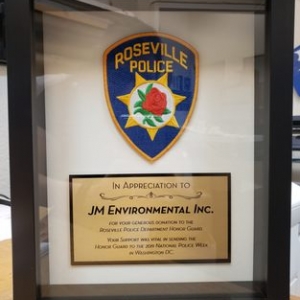 ROSEVILLE
POLICE
IN APPRECIATION TO
JM ENVIRONMENTAL INC.
FOR YOUR GENEROUS DONATION TO THE
ROSEVILLE POLICE DEPARTMENT HONOR GUARD
YOUR SUPPORT WAS VITAL IN SENDING THE
HONOR GUARD TO THE 2019 NATIONAL POLICE WEEK
IN WASHINGTON DC.